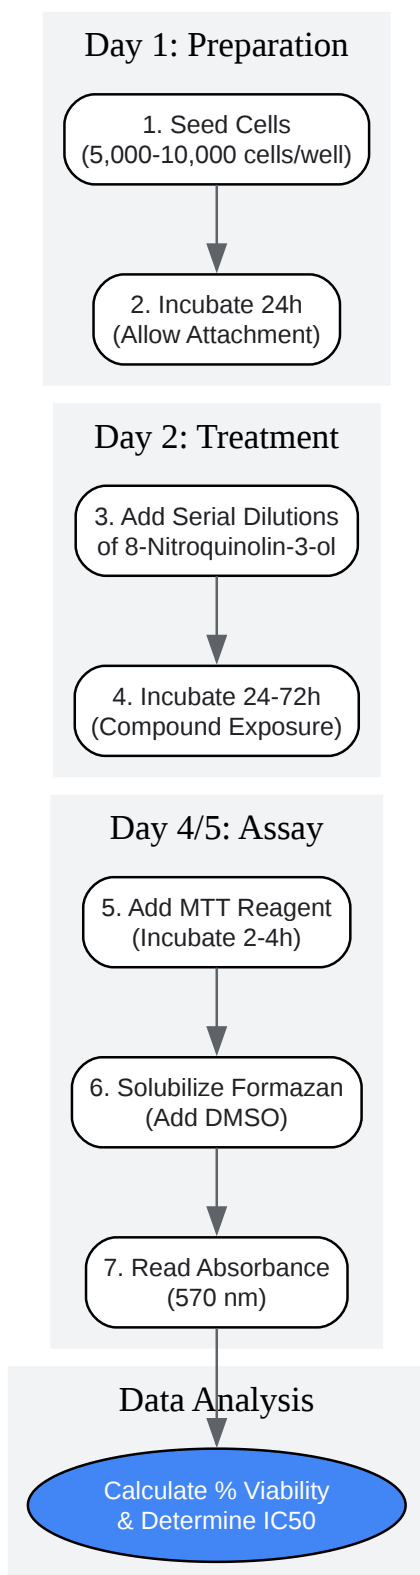 Day 1: Preparation
1. Seed Cells
(5,000-10,000 cells/well)
2. Incubate 24h
(Allow Attachment)
Day 2: Treatment
3. Add Serial Dilutions
of 8-Nitroquinolin-3-ol
4. Incubate 24-72h
(Compound Exposure)
Day 4/5: Assay
5. Add MTT Reagent
(Incubate 2-4h)
6. Solubilize Formazan
(Add DMSO)
7. Read Absorbance
(570 nm)
Data Analysis
Calculate % Viability
& Determine IC50